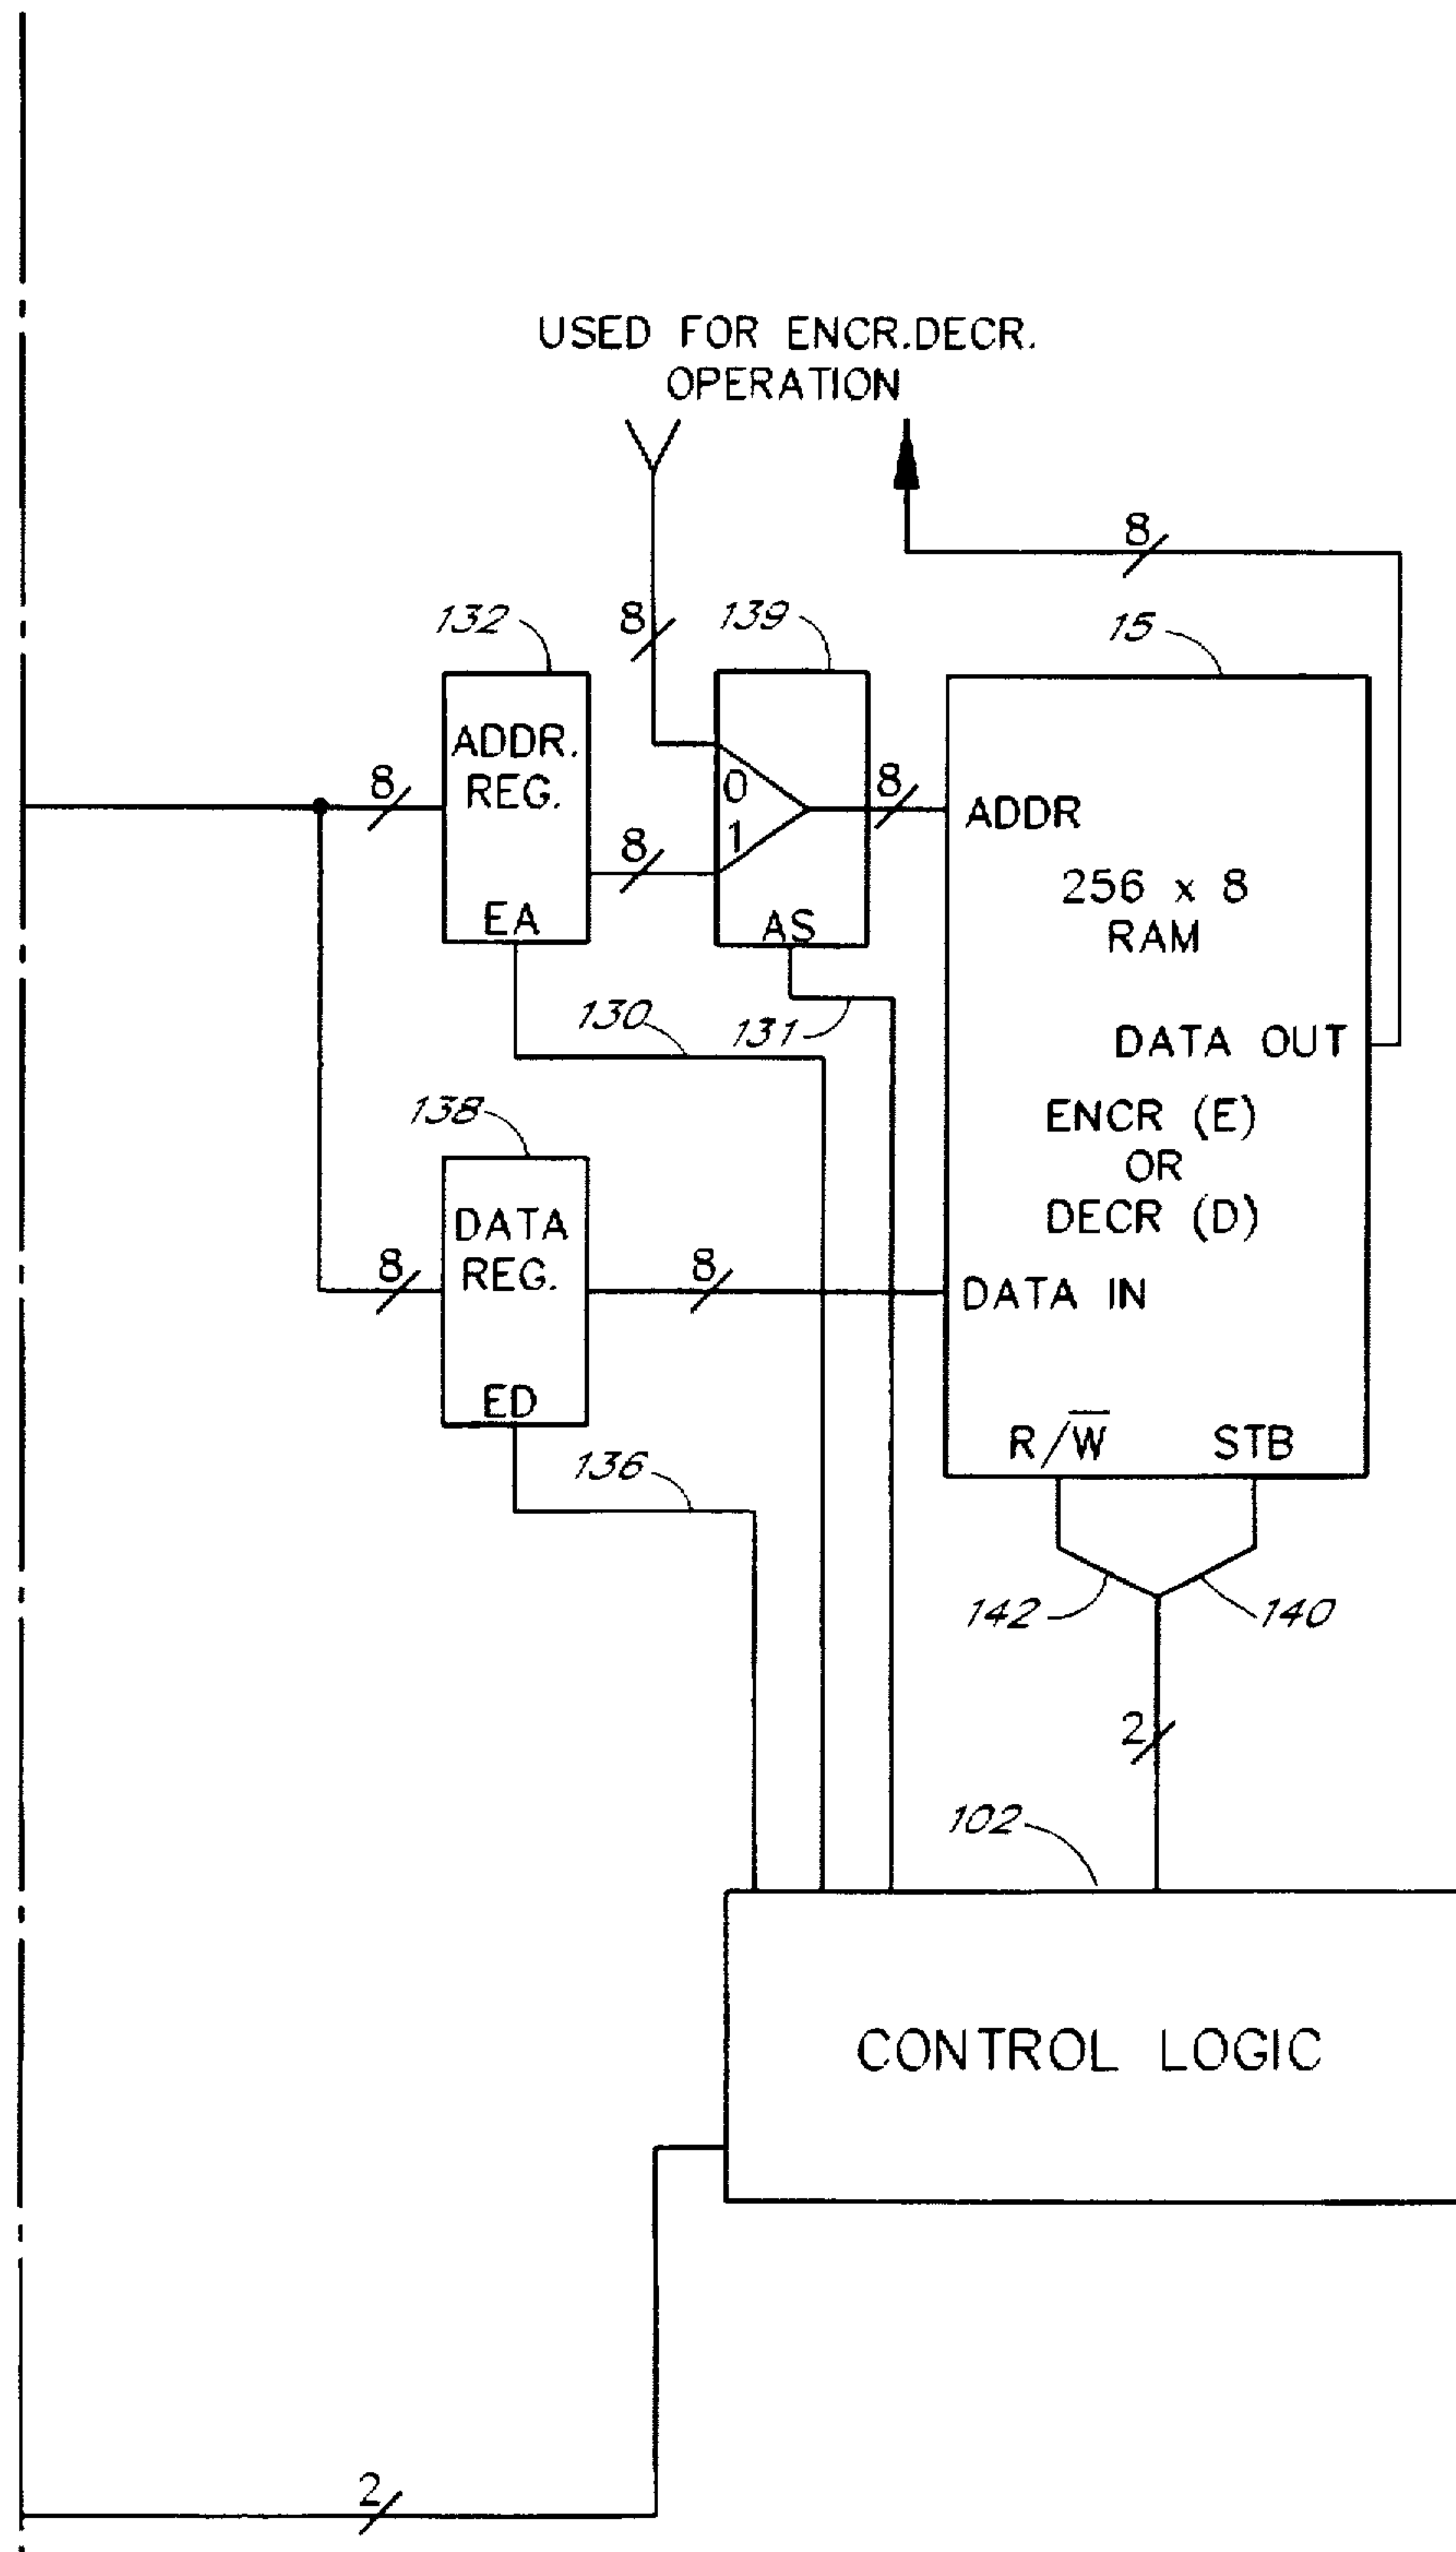 USED FOR ENCR.DECR.
OPERATION
8
8
132
139
15
ADDR.
REG.
EA
8
8
0
1
AS
8
ADDR
256 x 8
RAM
DATA OUT
ENCR (E)
OR
DECR (D)
DATA IN
R/W̅
STB
130
131
138
DATA
REG.
ED
8
8
136
142
140
2
102
CONTROL LOGIC
2